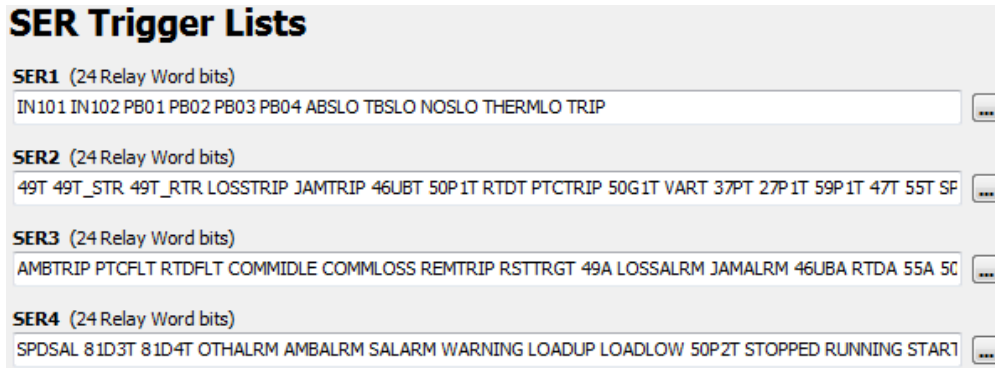 SER Trigger Lists
SER1 (24 Relay Word bits)
IN101 IN102 PB01 PB02 PB03 PB04 ABSLO TBSLO NOSLO THERMLO TRIP
...
SER2 (24 Relay Word bits)
49T 49T_STR 49T_RTR LOSSTRIP JAMTRIP 46UBT 50P1T RTDT PTCTRIP 50G1T VART 37PT 27P1T 59P1T 47T 55T SP
...
SER3 (24 Relay Word bits)
AMBTRIP PTCFLT RTDFLT COMMIDLE COMMLOSS REMTRIP RSTTRGT 49A LOSSALRM JAMALRM 46UBA RTDA 55A 50
...
SER4 (24 Relay Word bits)
SPDSAL 81D3T 81D4T OTHALRM AMBALRM SALARM WARNING LOADUP LOADLOW 50P2T STOPPED RUNNING START
...